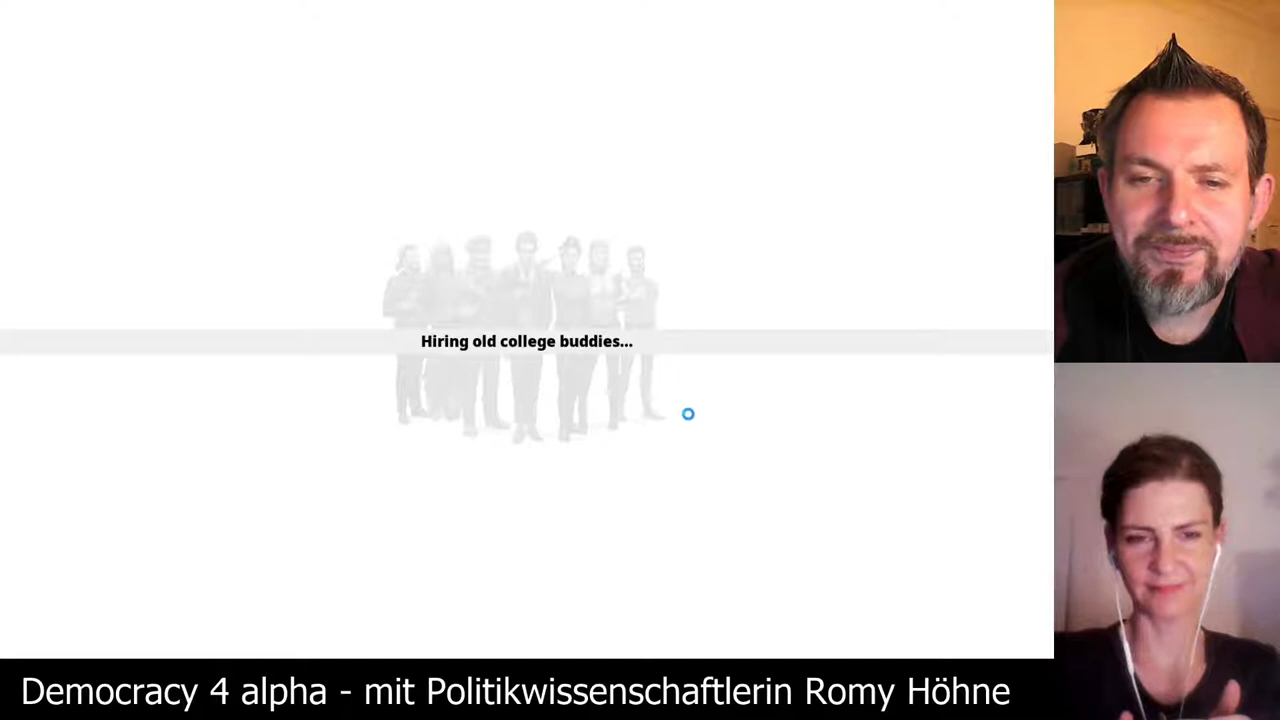 Hiring old college buddies...
Democracy 4 alpha - mit Politikwissenschaftlerin Romy Höhne